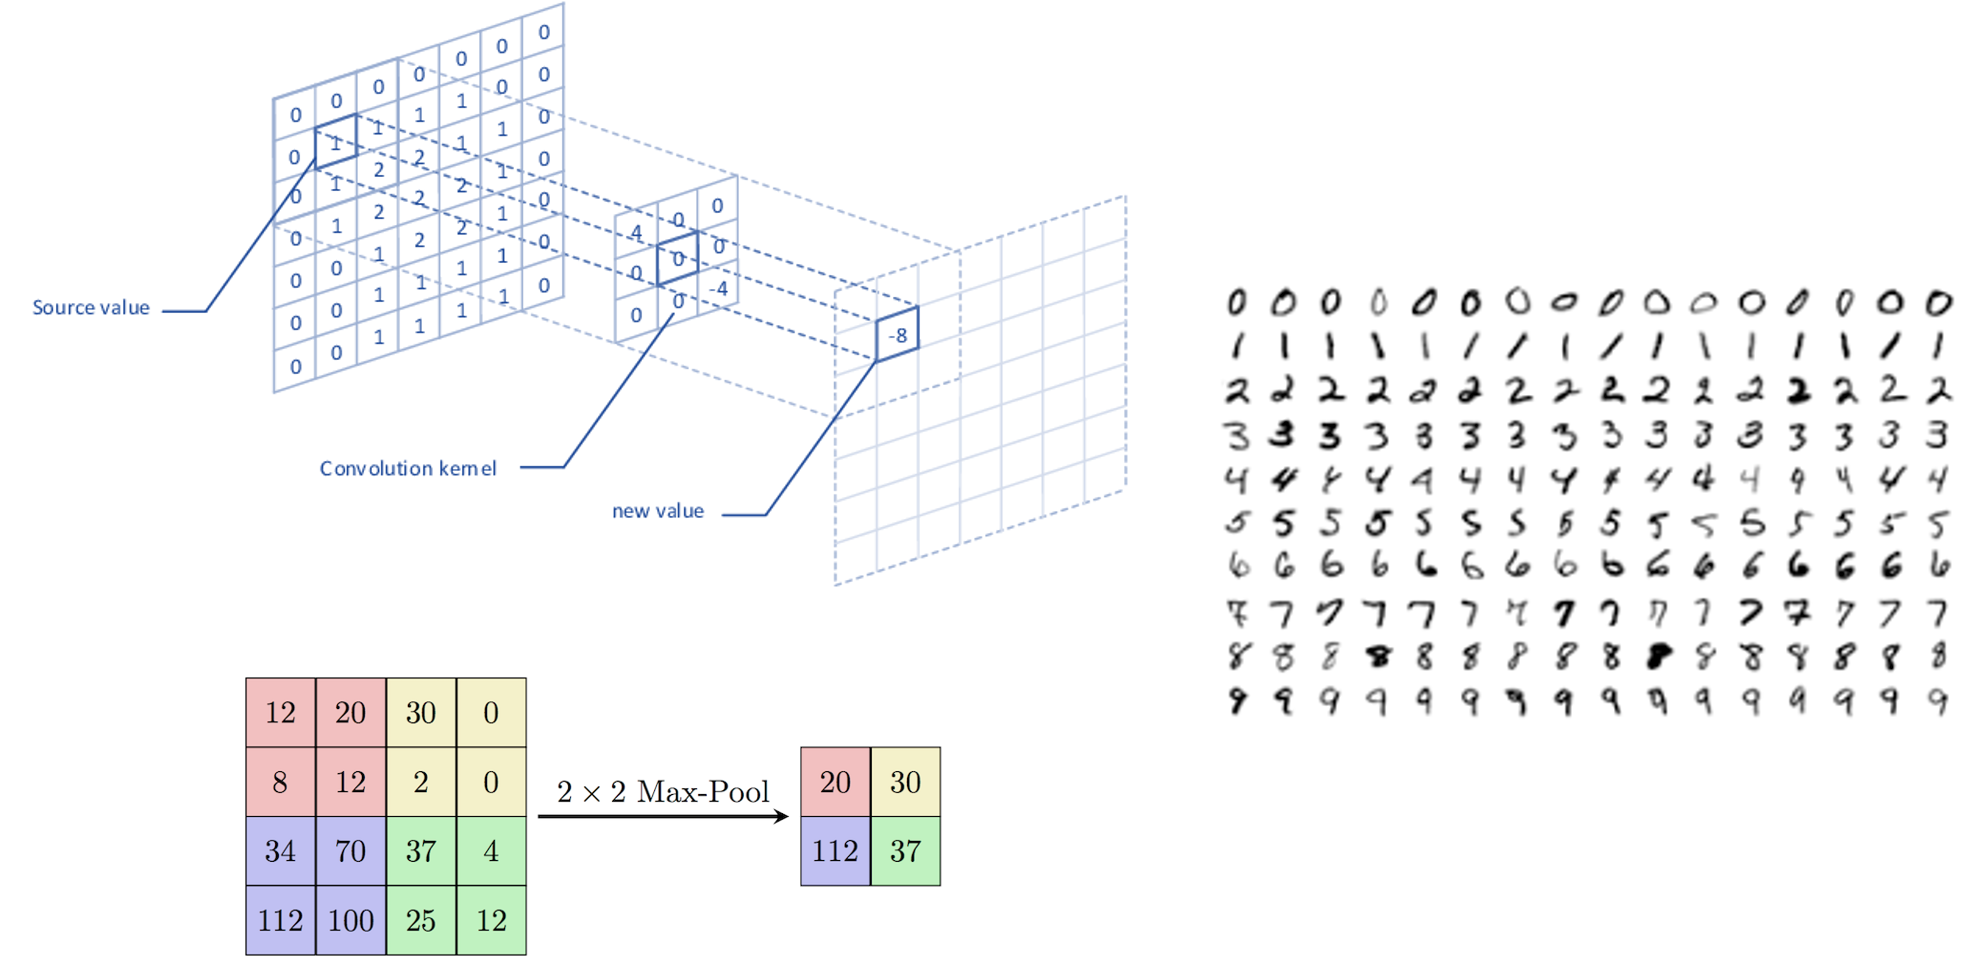 0 0 0 0 0 0 0
0 1 1 1 1 0 0
0 1 2 2 1 1 0
0 1 2 2 2 1 0
0 0 1 2 2 1 0
0 0 1 1 1 1 0
0 0 1 1 1 1 0
4 0 0
0 0 0
0 0 -4
-8
Source value
Convolution kernel
new value
0 0 0 0 0 0 0 0 0 0 0 0 0 0 0 0
1 1 1 1 1 1 1 1 1 1 1 1 1 1 1 1
2 2 2 2 2 2 2 2 2 2 2 2 2 2 2 2
3 3 3 3 3 3 3 3 3 3 3 3 3 3 3 3
4 4 4 4 4 4 4 4 4 4 4 4 4 4 4 4
5 5 5 5 5 5 5 5 5 5 5 5 5 5 5 5
6 6 6 6 6 6 6 6 6 6 6 6 6 6 6 6
7 7 7 7 7 7 7 7 7 7 7 7 7 7 7 7
8 8 8 8 8 8 8 8 8 8 8 8 8 8 8 8
9 9 9 9 9 9 9 9 9 9 9 9 9 9 9 9
12 20 30 0
8 12 2 0
34 70 37 4
112 100 25 12
2 × 2 Max-Pool
20 30
112 37